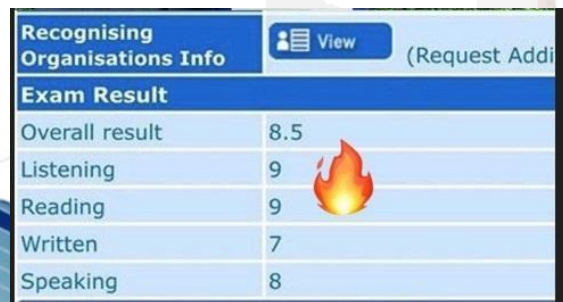 Recognising
Organisations Info
View
(Request Addi
Exam Result
Overall result 8.5
Listening 9
Reading 9
Written 7
Speaking 8